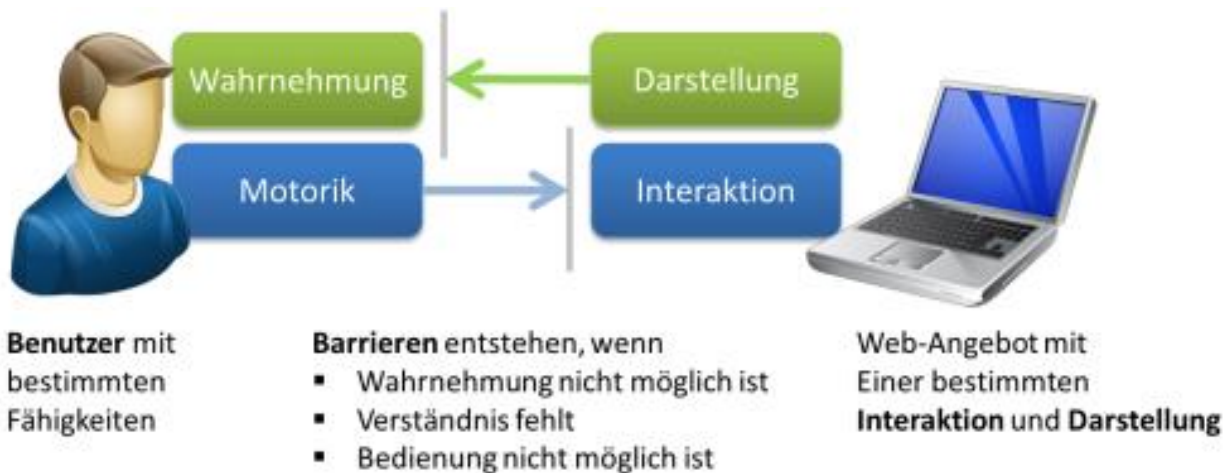 Wahrnehmung
Darstellung
Motorik
Interaktion
Benutzer mit
bestimmten
Fähigkeiten
Barrieren entstehen, wenn
▪ Wahrnehmung nicht möglich ist
▪ Verständnis fehlt
▪ Bedienung nicht möglich ist
Web-Angebot mit
Einer bestimmten
Interaktion und Darstellung